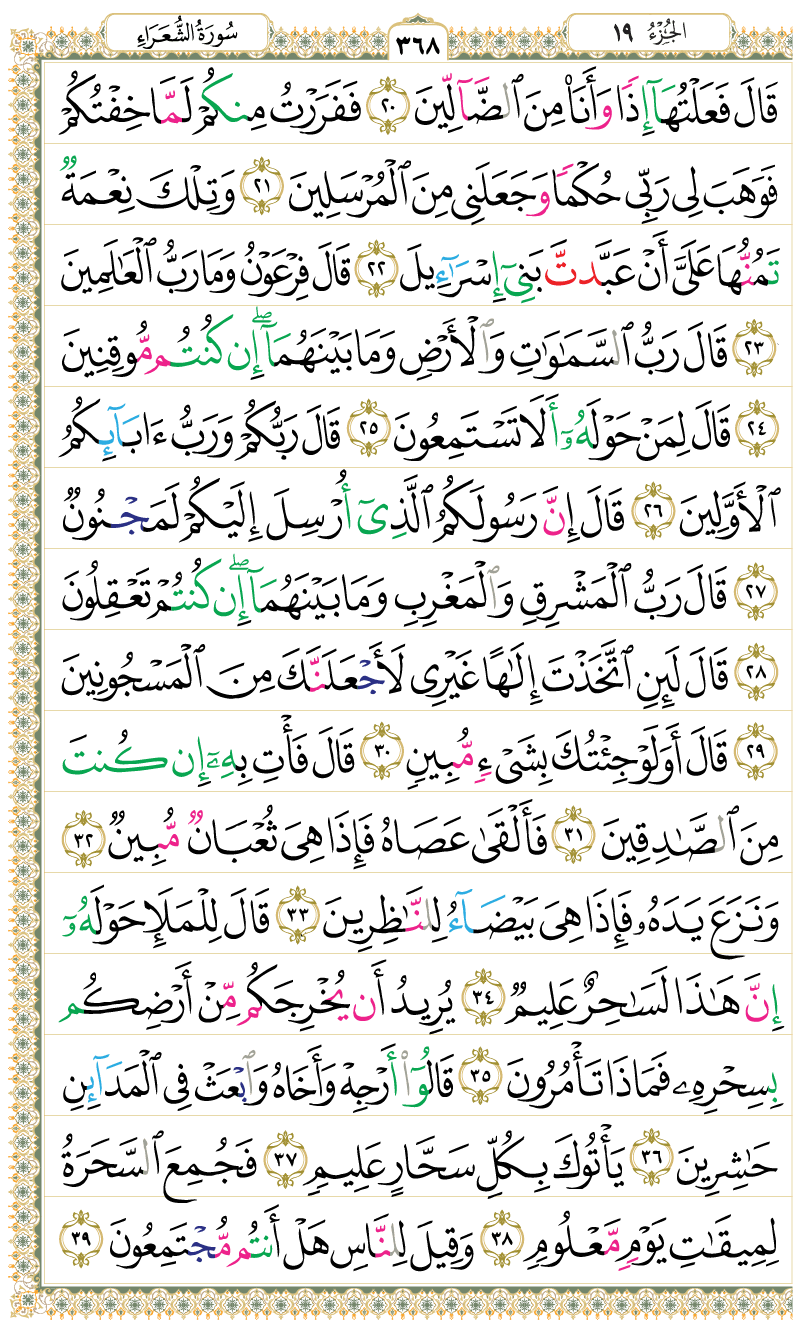 الجُزْءُ ١٩
٣٦٨
سُورَةُ الشُّعَرَاءِ
قَالَ فَعَلْتُهَآ إِذًا وَأَنَا۠ مِنَ ٱلضَّآلِّينَ ٢٠ فَفَرَرْتُ مِنكُمْ لَمَّا خِفْتُكُمْ
فَوَهَبَ لِى رَبِّى حُكْمًا وَجَعَلَنِى مِنَ ٱلْمُرْسَلِينَ ٢١ وَتِلْكَ نِعْمَةٌ
تَمُنُّهَا عَلَىَّ أَنْ عَبَّدتَّ بَنِىٓ إِسْرَٰٓءِيلَ ٢٢ قَالَ فِرْعَوْنُ وَمَا رَبُّ ٱلْعَٰلَمِينَ
٢٣ قَالَ رَبُّ ٱلسَّمَٰوَٰتِ وَٱلْأَرْضِ وَمَا بَيْنَهُمَآ ۖ إِن كُنتُم مُّوقِنِينَ
٢٤ قَالَ لِمَنْ حَوْلَهُۥٓ أَلَا تَسْتَمِعُونَ ٢٥ قَالَ رَبُّكُمْ وَرَبُّ ءَابَآئِكُمُ
ٱلْأَوَّلِينَ ٢٦ قَالَ إِنَّ رَسُولَكُمُ ٱلَّذِىٓ أُرْسِلَ إِلَيْكُمْ لَمَجْنُونٌ
٢٧ قَالَ رَبُّ ٱلْمَشْرِقِ وَٱلْمَغْرِبِ وَمَا بَيْنَهُمَآ ۖ إِن كُنتُمْ تَعْقِلُونَ
٢٨ قَالَ لَئِنِ ٱتَّخَذْتَ إِلَٰهًا غَيْرِى لَأَجْعَلَنَّكَ مِنَ ٱلْمَسْجُونِينَ
٢٩ قَالَ أَوَلَوْ جِئْتُكَ بِشَىْءٍ مُّبِينٍ ٣٠ قَالَ فَأْتِ بِهِۦٓ إِن كُنتَ
مِنَ ٱلصَّٰدِقِينَ ٣١ فَأَلْقَىٰ عَصَاهُ فَإِذَا هِىَ ثُعْبَانٌ مُّبِينٌ ٣٢
وَنَزَعَ يَدَهُۥ فَإِذَا هِىَ بَيْضَآءُ لِلنَّٰظِرِينَ ٣٣ قَالَ لِلْمَلَإِ حَوْلَهُۥٓ
إِنَّ هَٰذَا لَسَٰحِرٌ عَلِيمٌ ٣٤ يُرِيدُ أَن يُخْرِجَكُم مِّنْ أَرْضِكُم
بِسِحْرِهِۦ فَمَاذَا تَأْمُرُونَ ٣٥ قَالُوٓا۟ أَرْجِهْ وَأَخَاهُ وَٱبْعَثْ فِى ٱلْمَدَآئِنِ
حَٰشِرِينَ ٣٦ يَأْتُوكَ بِكُلِّ سَحَّارٍ عَلِيمٍ ٣٧ فَجُمِعَ ٱلسَّحَرَةُ
لِمِيقَٰتِ يَوْمٍ مَّعْلُومٍ ٣٨ وَقِيلَ لِلنَّاسِ هَلْ أَنتُم مُّجْتَمِعُونَ ٣٩